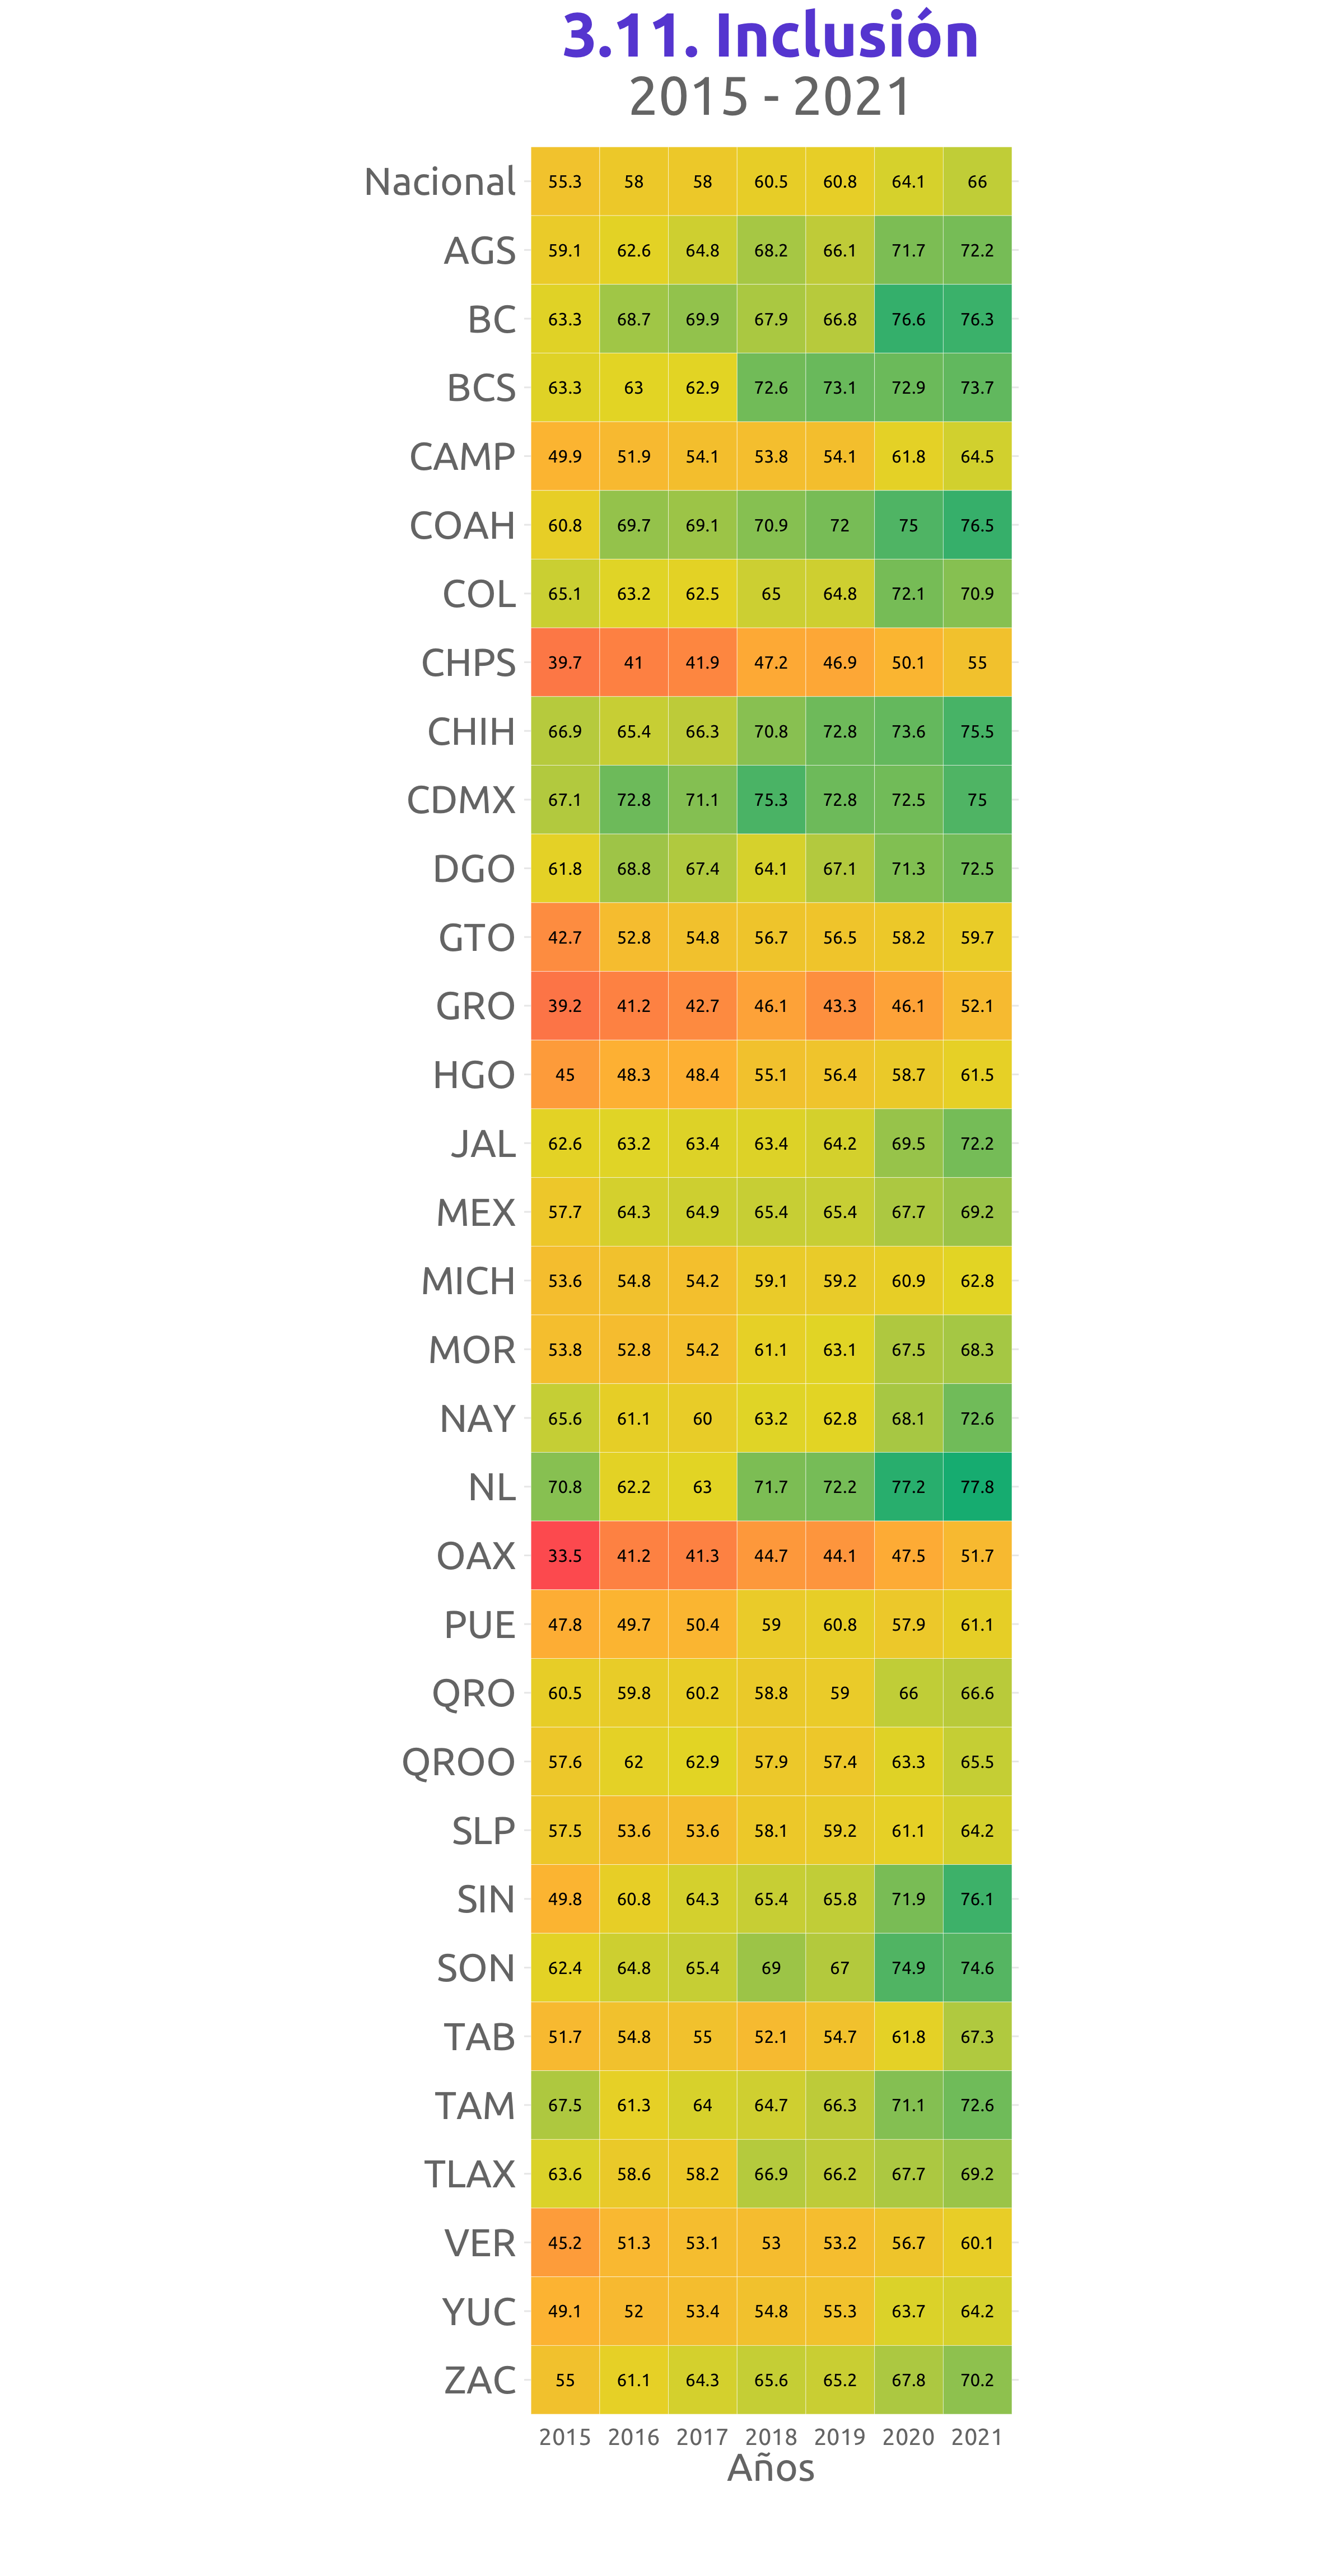 3.11. Inclusión
2015 - 2021
Nacional 55.3 58 58 60.5 60.8 64.1 66
AGS 59.1 62.6 64.8 68.2 66.1 71.7 72.2
BC 63.3 68.7 69.9 67.9 66.8 76.6 76.3
BCS 63.3 63 62.9 72.6 73.1 72.9 73.7
CAMP 49.9 51.9 54.1 53.8 54.1 61.8 64.5
COAH 60.8 69.7 69.1 70.9 72 75 76.5
COL 65.1 63.2 62.5 65 64.8 72.1 70.9
CHPS 39.7 41 41.9 47.2 46.9 50.1 55
CHIH 66.9 65.4 66.3 70.8 72.8 73.6 75.5
CDMX 67.1 72.8 71.1 75.3 72.8 72.5 75
DGO 61.8 68.8 67.4 64.1 67.1 71.3 72.5
GTO 42.7 52.8 54.8 56.7 56.5 58.2 59.7
GRO 39.2 41.2 42.7 46.1 43.3 46.1 52.1
HGO 45 48.3 48.4 55.1 56.4 58.7 61.5
JAL 62.6 63.2 63.4 63.4 64.2 69.5 72.2
MEX 57.7 64.3 64.9 65.4 65.4 67.7 69.2
MICH 53.6 54.8 54.2 59.1 59.2 60.9 62.8
MOR 53.8 52.8 54.2 61.1 63.1 67.5 68.3
NAY 65.6 61.1 60 63.2 62.8 68.1 72.6
NL 70.8 62.2 63 71.7 72.2 77.2 77.8
OAX 33.5 41.2 41.3 44.7 44.1 47.5 51.7
PUE 47.8 49.7 50.4 59 60.8 57.9 61.1
QRO 60.5 59.8 60.2 58.8 59 66 66.6
QROO 57.6 62 62.9 57.9 57.4 63.3 65.5
SLP 57.5 53.6 53.6 58.1 59.2 61.1 64.2
SIN 49.8 60.8 64.3 65.4 65.8 71.9 76.1
SON 62.4 64.8 65.4 69 67 74.9 74.6
TAB 51.7 54.8 55 52.1 54.7 61.8 67.3
TAM 67.5 61.3 64 64.7 66.3 71.1 72.6
TLAX 63.6 58.6 58.2 66.9 66.2 67.7 69.2
VER 45.2 51.3 53.1 53 53.2 56.7 60.1
YUC 49.1 52 53.4 54.8 55.3 63.7 64.2
ZAC 55 61.1 64.3 65.6 65.2 67.8 70.2
2015 2016 2017 2018 2019 2020 2021
Años